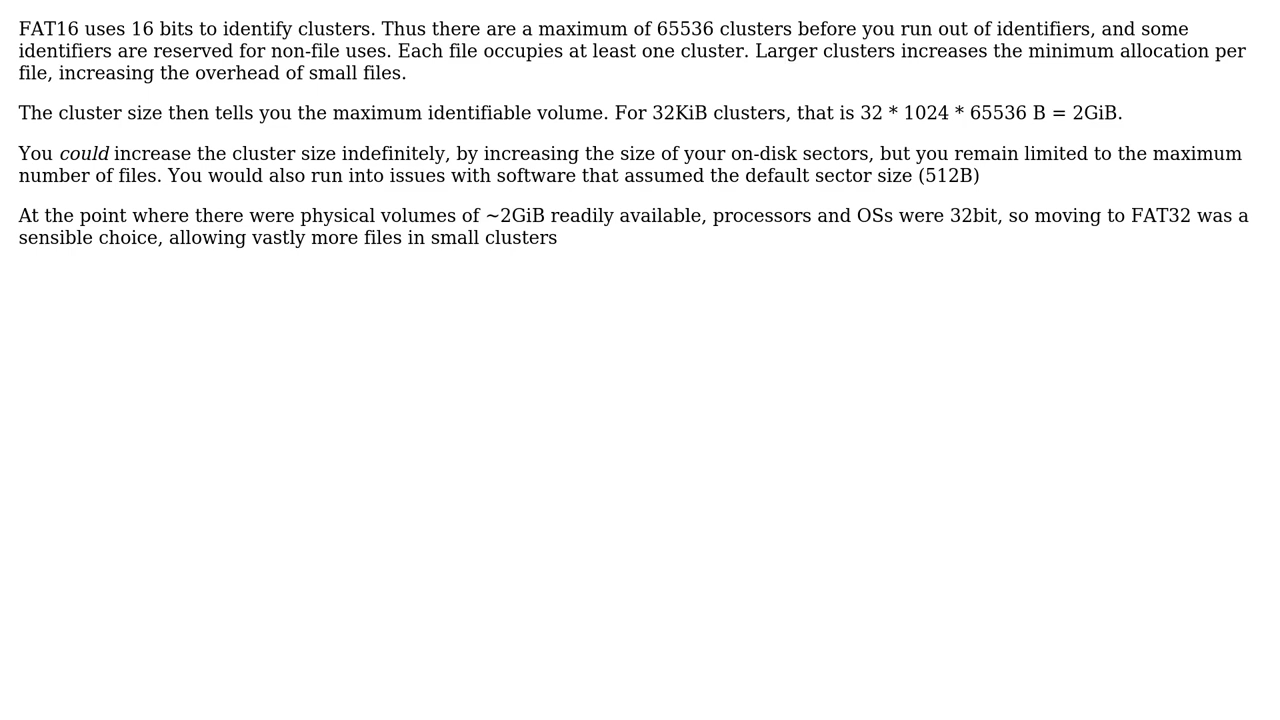 FAT16 uses 16 bits to identify clusters. Thus there are a maximum of 65536 clusters before you run out of identifiers, and some
identifiers are reserved for non-file uses. Each file occupies at least one cluster. Larger clusters increases the minimum allocation per
file, increasing the overhead of small files.
The cluster size then tells you the maximum identifiable volume. For 32KiB clusters, that is 32 * 1024 * 65536 B = 2GiB.
You could increase the cluster size indefinitely, by increasing the size of your on-disk sectors, but you remain limited to the maximum
number of files. You would also run into issues with software that assumed the default sector size (512B)
At the point where there were physical volumes of ~2GiB readily available, processors and OSs were 32bit, so moving to FAT32 was a
sensible choice, allowing vastly more files in small clusters